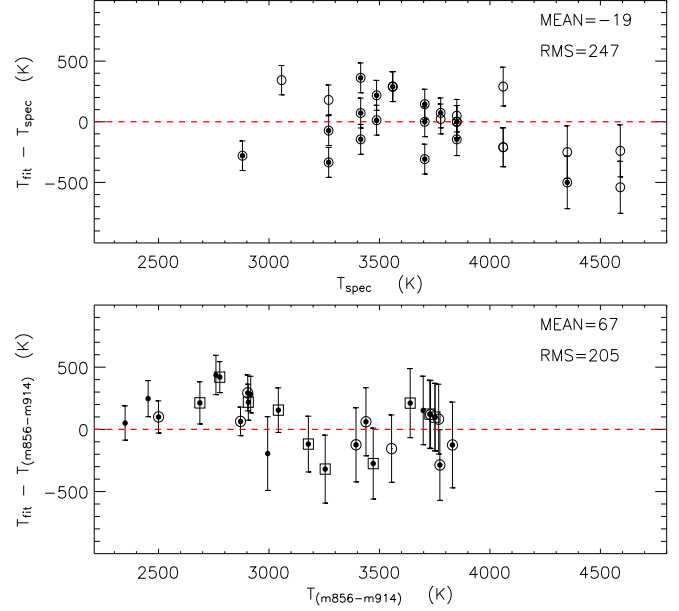 MEAN=−19
RMS=247
500
0
−500
T_fit − T_spec (K)
2500 3000 3500 4000 4500
T_spec (K)
MEAN=67
RMS=205
500
0
−500
T_fit − T_(m856−m914) (K)
2500 3000 3500 4000 4500
T_(m856−m914) (K)